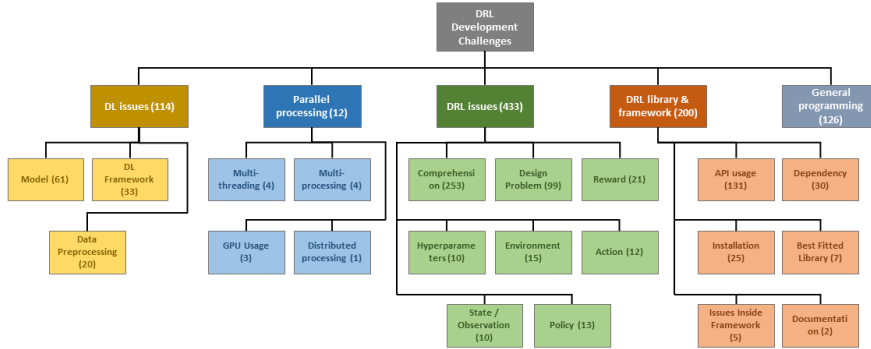 DRL
Development
Challenges
DL issues (114)
Parallel
processing (12)
DRL issues (433)
DRL library &
framework (200)
General
programming
(126)
Model (61)
DL
Framework
(33)
Multi-
threading (4)
Multi-
processing (4)
Comprehensi
on (253)
Design
Problem (99)
Reward (21)
API usage
(131)
Dependency
(30)
Data
Preprocessing
(20)
GPU Usage
(3)
Distributed
processing (1)
Hyperparame
ters (10)
Environment
(15)
Action (12)
Installation
(25)
Best Fitted
Library (7)
State /
Observation
(10)
Policy (13)
Issues Inside
Framework
(5)
Documentati
on (2)